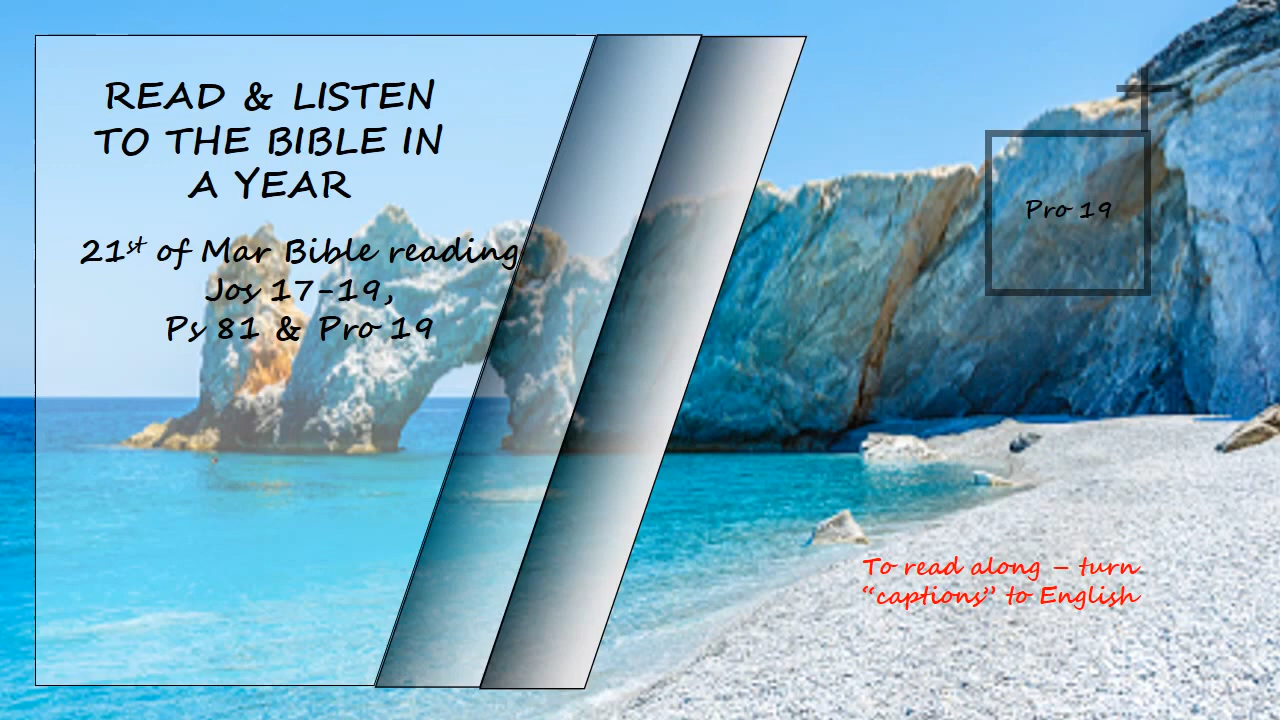 READ & LISTEN
TO THE BIBLE IN
A YEAR
21st of Mar Bible reading
Jos 17-19,
Ps 81 & Pro 19
Pro 19
To read along – turn
“captions” to English